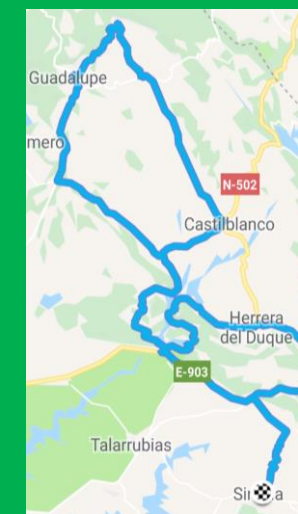 Guadalupe
mero
N-502
Castilblanco
Herrera
del Duque
E-903
Talarrubias